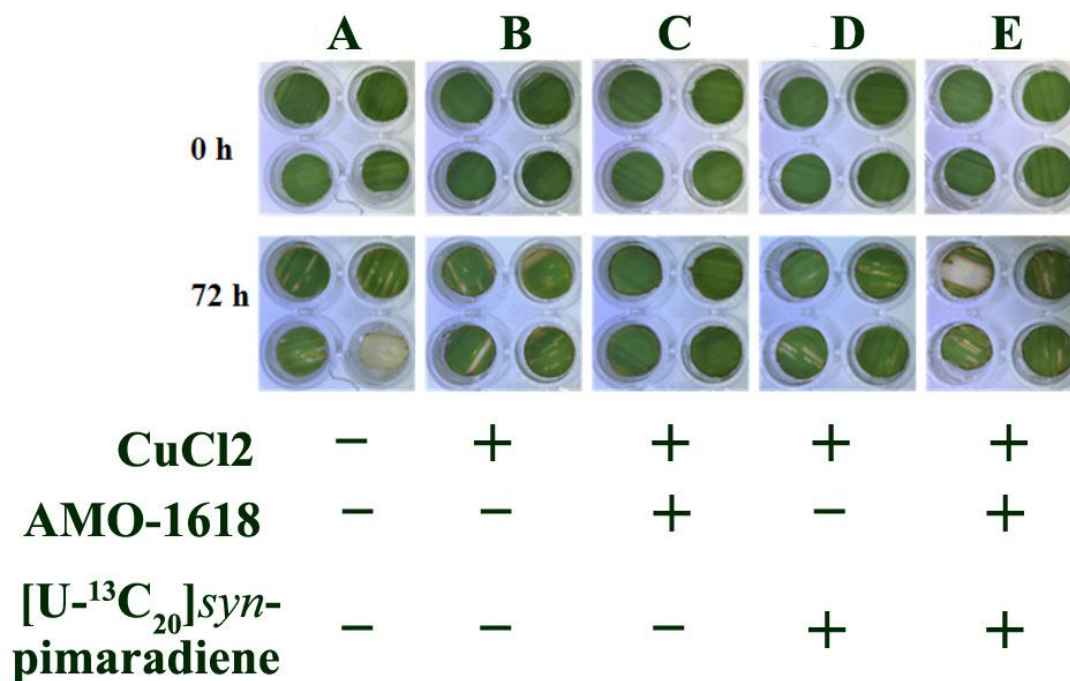 A B C D E
0 h
72 h
CuCl2 − + + + +
AMO-1618 − − + − +
[U-¹³C₂₀]syn-
pimaradiene − − − + +